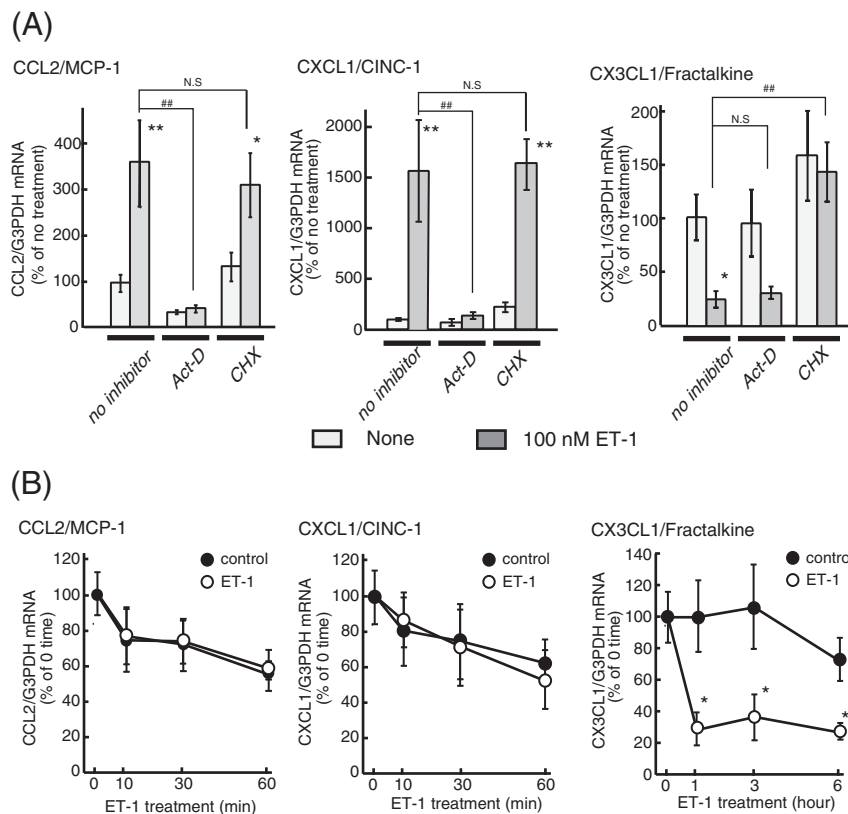 (A)
CCL2/MCP-1
N.S
##
**
*
CCL2/G3PDH mRNA
(% of no treatment)
400
300
200
100
0
no inhibitor
Act-D
CHX
CXCL1/CINC-1
N.S
##
**
**
CXCL1/G3PDH mRNA
(% of no treatment)
2000
1500
1000
500
0
no inhibitor
Act-D
CHX
CX3CL1/Fractalkine
##
N.S
*
CX3CL1/G3PDH mRNA
(% of no treatment)
200
150
100
50
0
no inhibitor
Act-D
CHX
None
100 nM ET-1
(B)
CCL2/MCP-1
control
ET-1
CCL2/G3PDH mRNA
(% of 0 time)
120
100
80
60
40
20
0
0 10 30 60
ET-1 treatment (min)
CXCL1/CINC-1
control
ET-1
CXCL1/G3PDH mRNA
(% of 0 time)
120
100
80
60
40
20
0
0 10 30 60
ET-1 treatment (min)
CX3CL1/Fractalkine
control
ET-1
CX3CL1/G3PDH mRNA
(% of 0 time)
140
120
100
80
60
40
20
0
* * *
0 1 3 6
ET-1 treatment (hour)